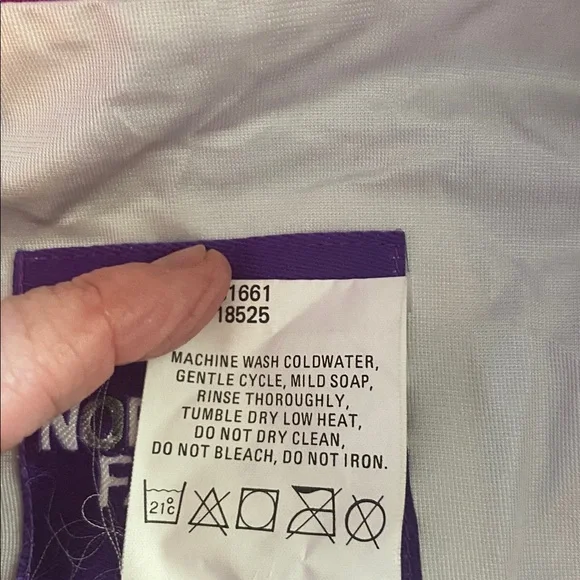 1661
18525
MACHINE WASH COLDWATER,
GENTLE CYCLE, MILD SOAP,
RINSE THOROUGHLY,
TUMBLE DRY LOW HEAT,
DO NOT DRY CLEAN,
DO NOT BLEACH, DO NOT IRON.
NO
F
21°C